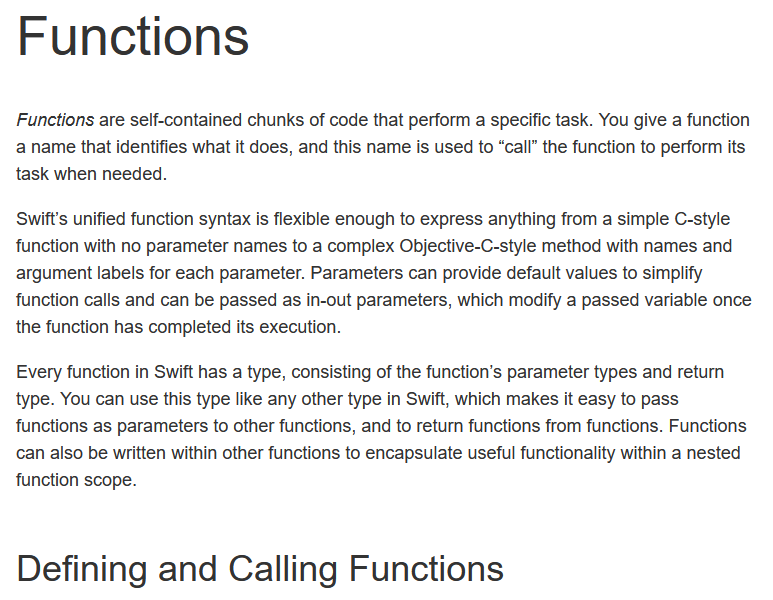 Functions
Functions are self-contained chunks of code that perform a specific task. You give a function
a name that identifies what it does, and this name is used to “call” the function to perform its
task when needed.
Swift’s unified function syntax is flexible enough to express anything from a simple C-style
function with no parameter names to a complex Objective-C-style method with names and
argument labels for each parameter. Parameters can provide default values to simplify
function calls and can be passed as in-out parameters, which modify a passed variable once
the function has completed its execution.
Every function in Swift has a type, consisting of the function’s parameter types and return
type. You can use this type like any other type in Swift, which makes it easy to pass
functions as parameters to other functions, and to return functions from functions. Functions
can also be written within other functions to encapsulate useful functionality within a nested
function scope.
Defining and Calling Functions